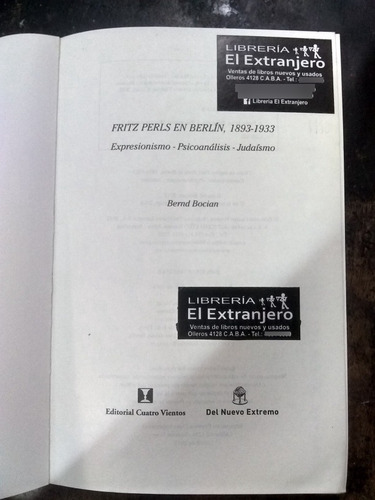 LIBRERÍA
El Extranjero
Ventas de libros nuevos y usados
Olleros 4128 C.A.B.A. - Tel.:
Libreria El Extranjero
FRITZ PERLS EN BERLÍN, 1893-1933
Expresionismo - Psicoanálisis - Judaísmo
Bernd Bocian
LIBRERÍA
El Extranjero
Ventas de libros nuevos y usados
Olleros 4128 C.A.B.A. - Tel.:
Editorial Cuatro Vientos
Del Nuevo Extremo